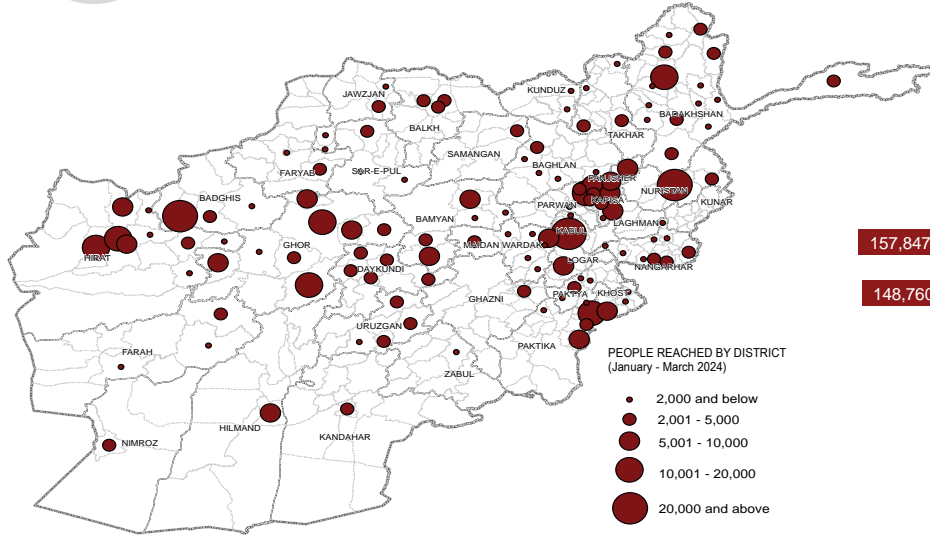 JAWZJAN
KUNDUZ
BALKH
BADAKHSHAN
TAKHAR
SAMANGAN
BAGHLAN
FARYAB
SAR-E-PUL
PANJSHER
NURISTAN
BADGHIS
KUNAR
PARWAN
KAPISA
BAMYAN
LAGHMAN
KABUL
GHOR
MAIDAN WARDAK
HIRAT
LOGAR
DAYKUNDI
NANGARHAR
PAKTYA
KHOST
GHAZNI
URUZGAN
PAKTIKA
FARAH
ZABUL
HILMAND
KANDAHAR
NIMROZ
157,847
148,760
PEOPLE REACHED BY DISTRICT
(January - March 2024)
2,000 and below
2,001 - 5,000
5,001 - 10,000
10,001 - 20,000
20,000 and above